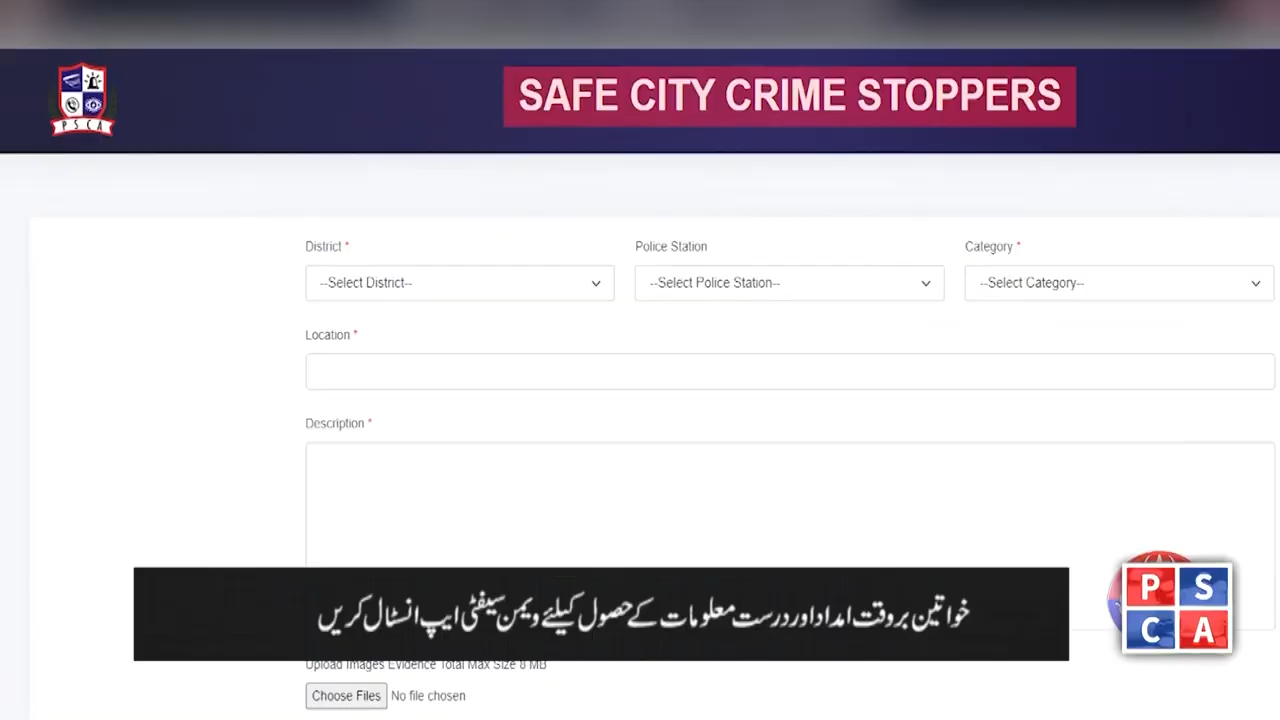 SAFE CITY CRIME STOPPERS
PSCA
District *
Police Station
Category *
--Select District--
--Select Police Station--
--Select Category--
Location *
Description *
خواتین بروقت امداد اور درست معلومات کے حصول کیلئے ویمن سیفٹی ایپ انسٹال کریں
P S
C A
Upload Images Evidence Total Max Size 8 MB
Choose Files No file chosen